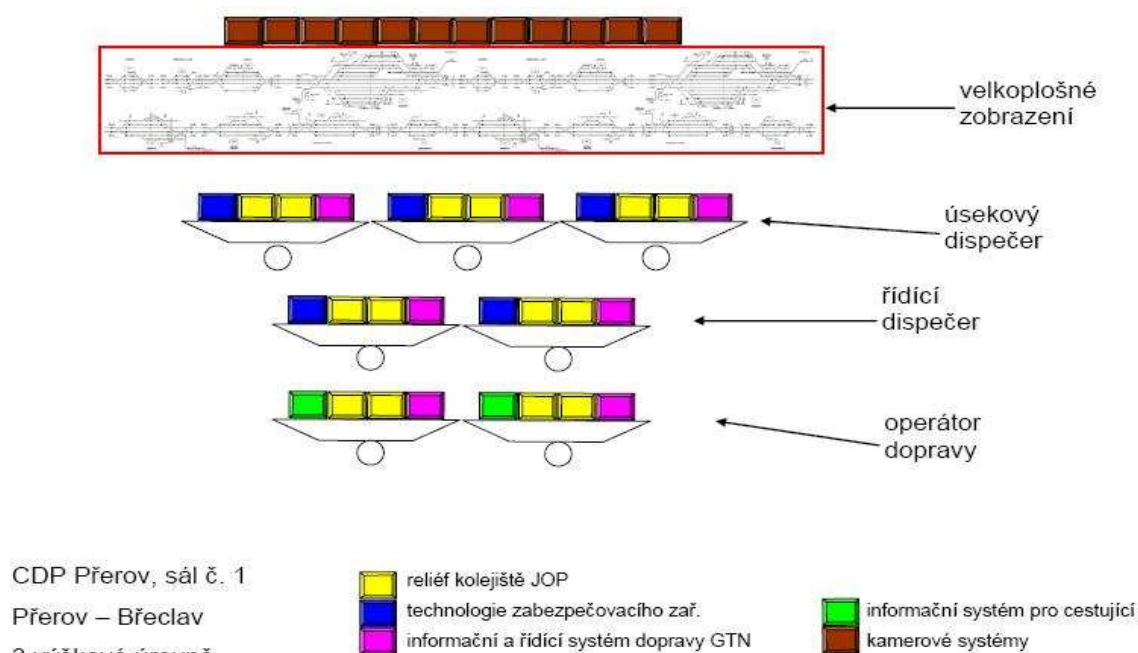 velkoplošné
zobrazení
úsekový
dispečer
řídící
dispečer
operátor
dopravy
CDP Přerov, sál č. 1
Přerov – Břeclav
reliéf kolejiště JOP
technologie zabezpečovacího zař.
informační a řídící systém dopravy GTN
informační systém pro cestující
kamerové systémy